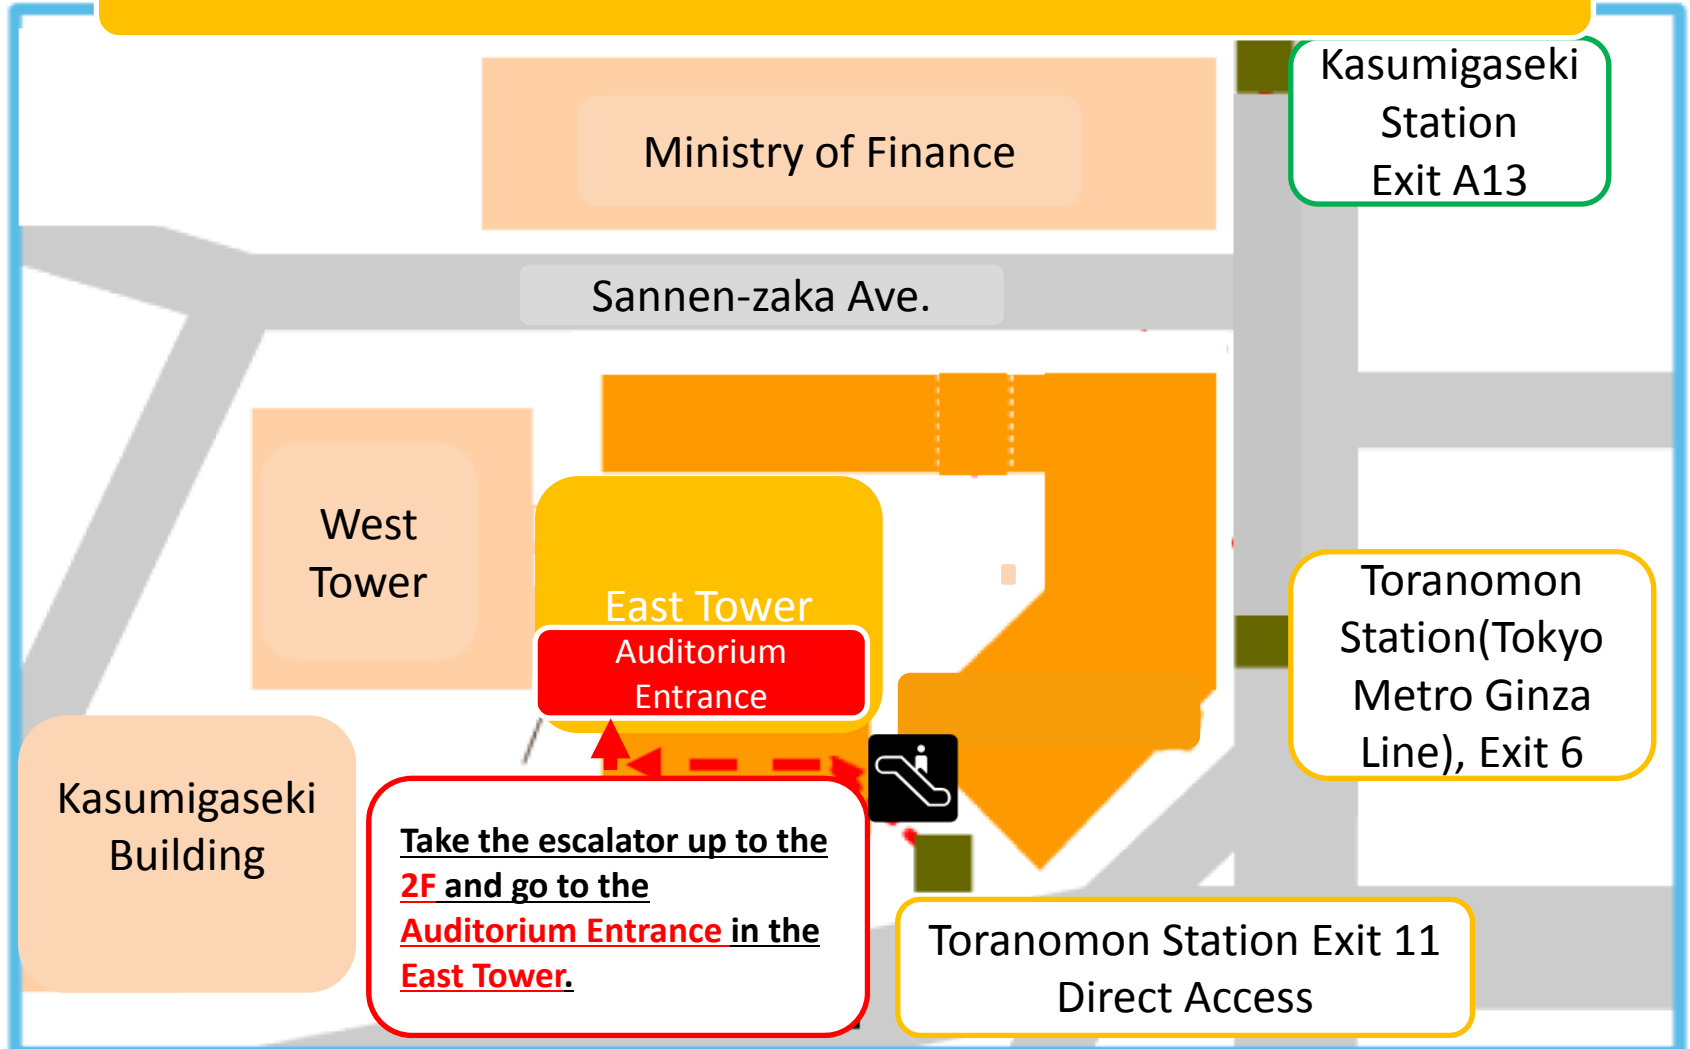 Kasumigaseki
Station
Exit A13
Ministry of Finance
Sannen-zaka Ave.
West
Tower
East Tower
Auditorium
Entrance
Toranomon
Station(Tokyo
Metro Ginza
Line), Exit 6
Kasumigaseki
Building
Take the escalator up to the
2F and go to the
Auditorium Entrance in the
East Tower.
Toranomon Station Exit 11
Direct Access